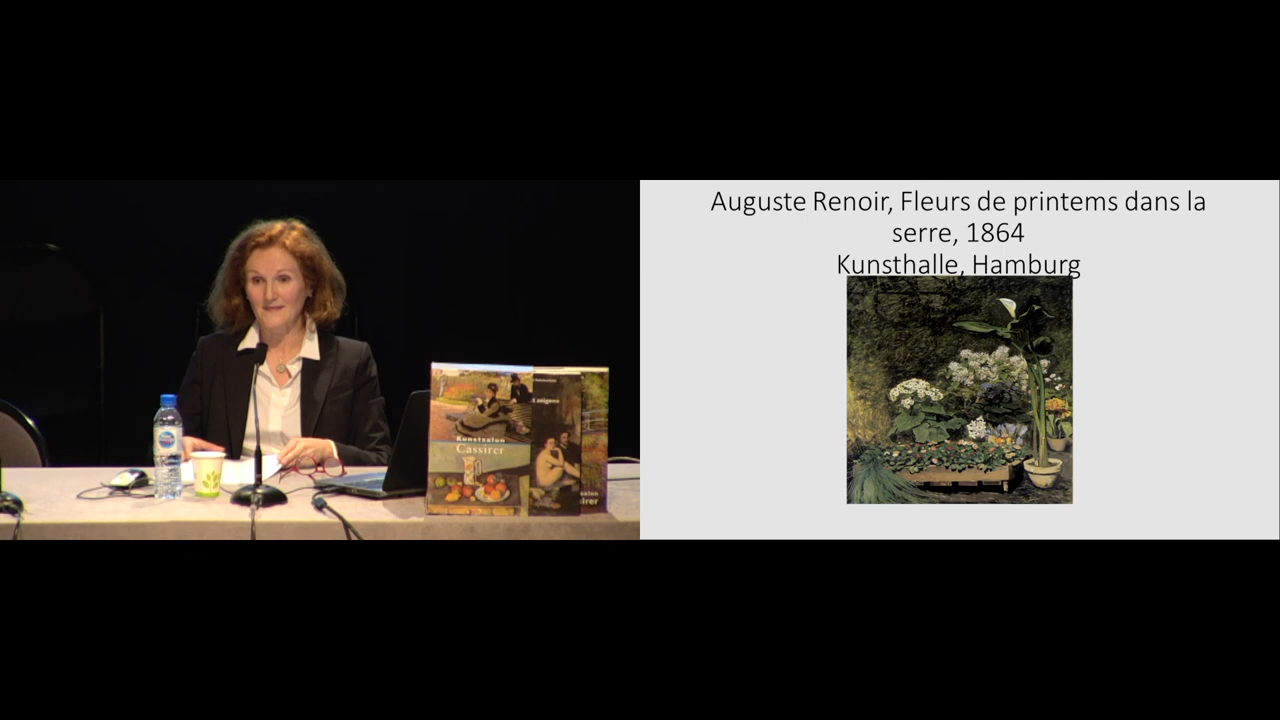 Auguste Renoir, Fleurs de printems dans la
serre, 1864
Kunsthalle, Hamburg
Kunstsalon
Cassirer